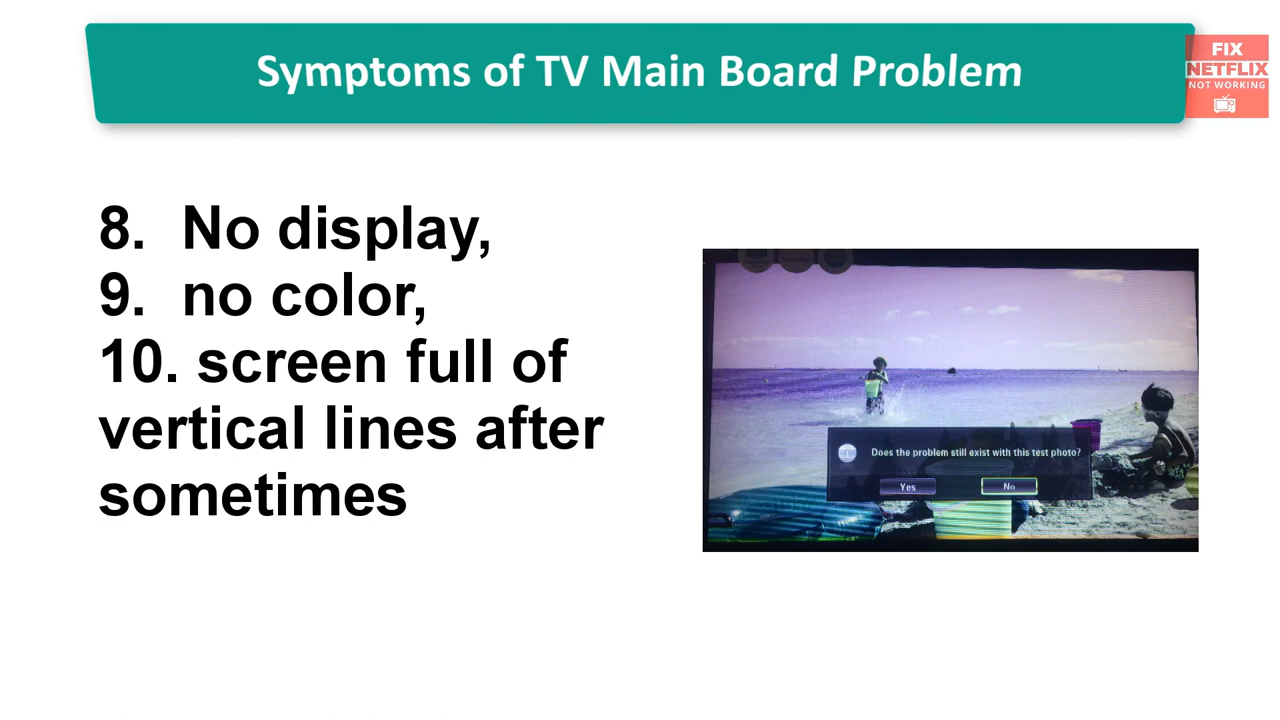 Symptoms of TV Main Board Problem
FIX
NETFLIX
NOT WORKING
8. No display,
9. no color,
10. screen full of
vertical lines after
sometimes
Does the problem still exist with this test photo?
Yes
No